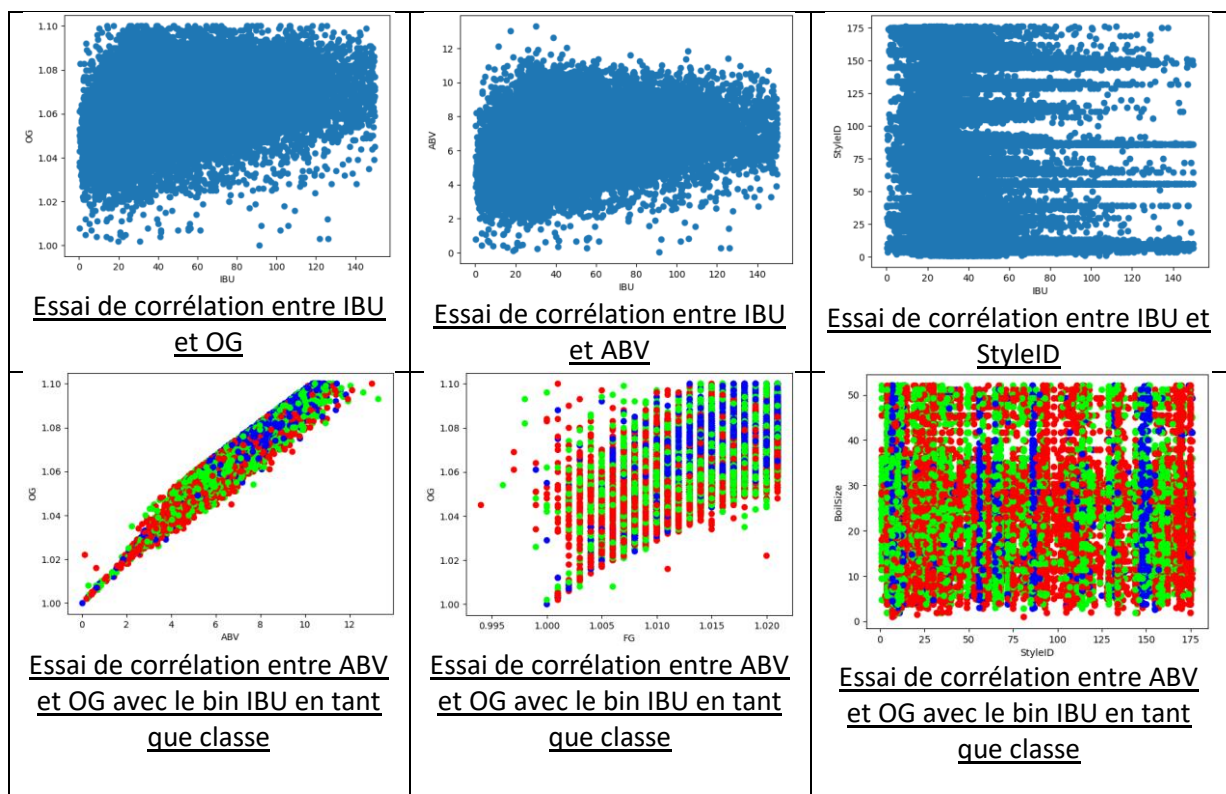 1.10
1.08
1.06
1.04
1.02
1.00
OG
0 20 40 60 80 100 120 140
IBU
Essai de corrélation entre IBU
et OG
12
10
8
6
4
2
0
ABV
0 20 40 60 80 100 120 140
IBU
Essai de corrélation entre IBU
et ABV
175
150
125
100
75
50
25
0
StyleID
0 20 40 60 80 100 120 140
IBU
Essai de corrélation entre IBU et
StyleID
1.10
1.08
1.06
1.04
1.02
1.00
OG
0 2 4 6 8 10 12
ABV
Essai de corrélation entre ABV
et OG avec le bin IBU en tant
que classe
1.10
1.08
1.06
1.04
1.02
1.00
OG
0.995 1.000 1.005 1.010 1.015 1.020
FG
Essai de corrélation entre ABV
et OG avec le bin IBU en tant
que classe
50
40
30
20
10
0
BoilSize
0 25 50 75 100 125 150 175
StyleID
Essai de corrélation entre ABV
et OG avec le bin IBU en tant
que classe